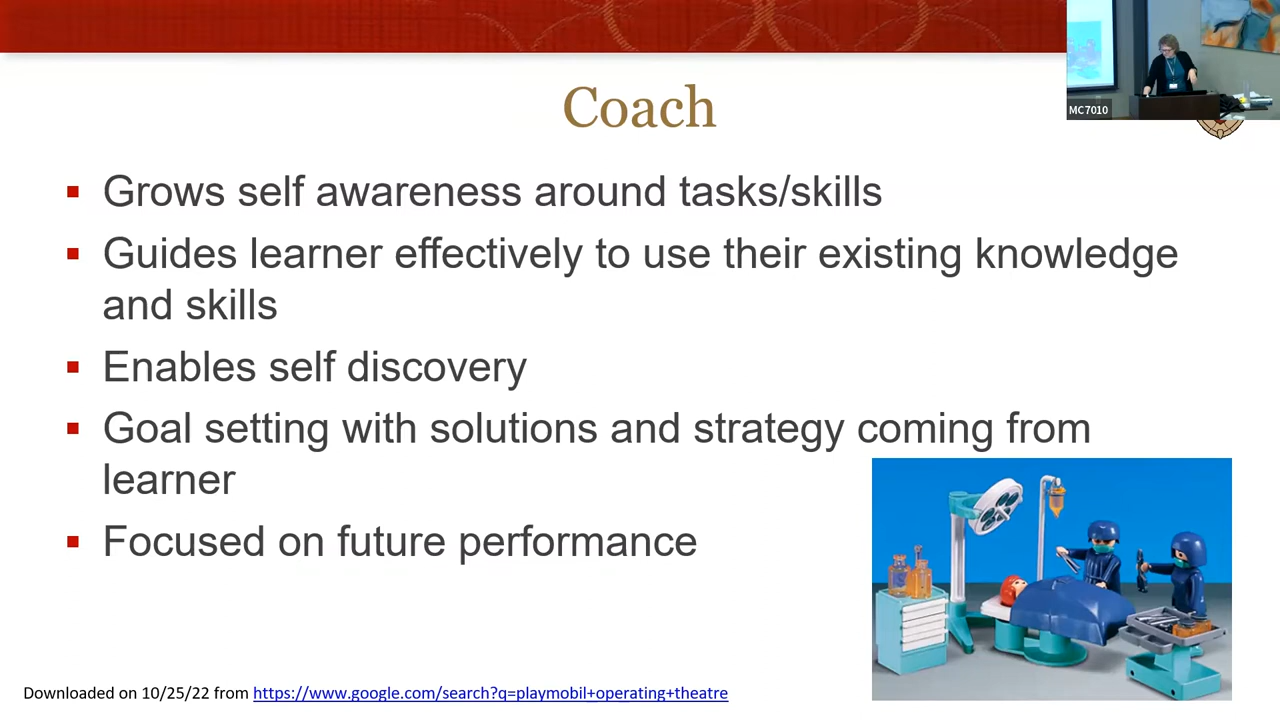 MC7010
Coach
Grows self awareness around tasks/skills
Guides learner effectively to use their existing knowledge
and skills
Enables self discovery
Goal setting with solutions and strategy coming from
learner
Focused on future performance
Downloaded on 10/25/22 from https://www.google.com/search?q=playmobil+operating+theatre